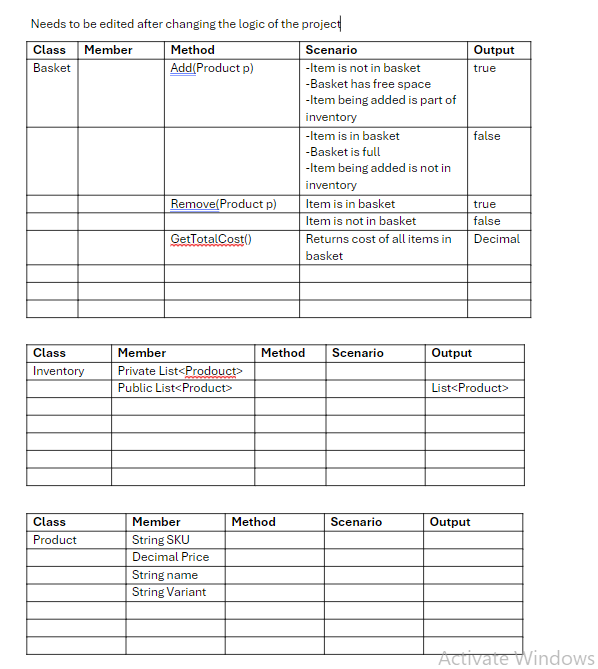 Needs to be edited after changing the logic of the project
Class Member Method Scenario Output
Basket Add(Product p) -Item is not in basket true
-Basket has free space
-Item being added is part of
inventory
-Item is in basket false
-Basket is full
-Item being added is not in
inventory
Remove(Product p) Item is in basket true
Item is not in basket false
GetTotalCost() Returns cost of all items in Decimal
basket
Class Member Method Scenario Output
Inventory Private List<Prodouct>
Public List<Product> List<Product>
Class Member Method Scenario Output
Product String SKU
Decimal Price
String name
String Variant
Activate Windows